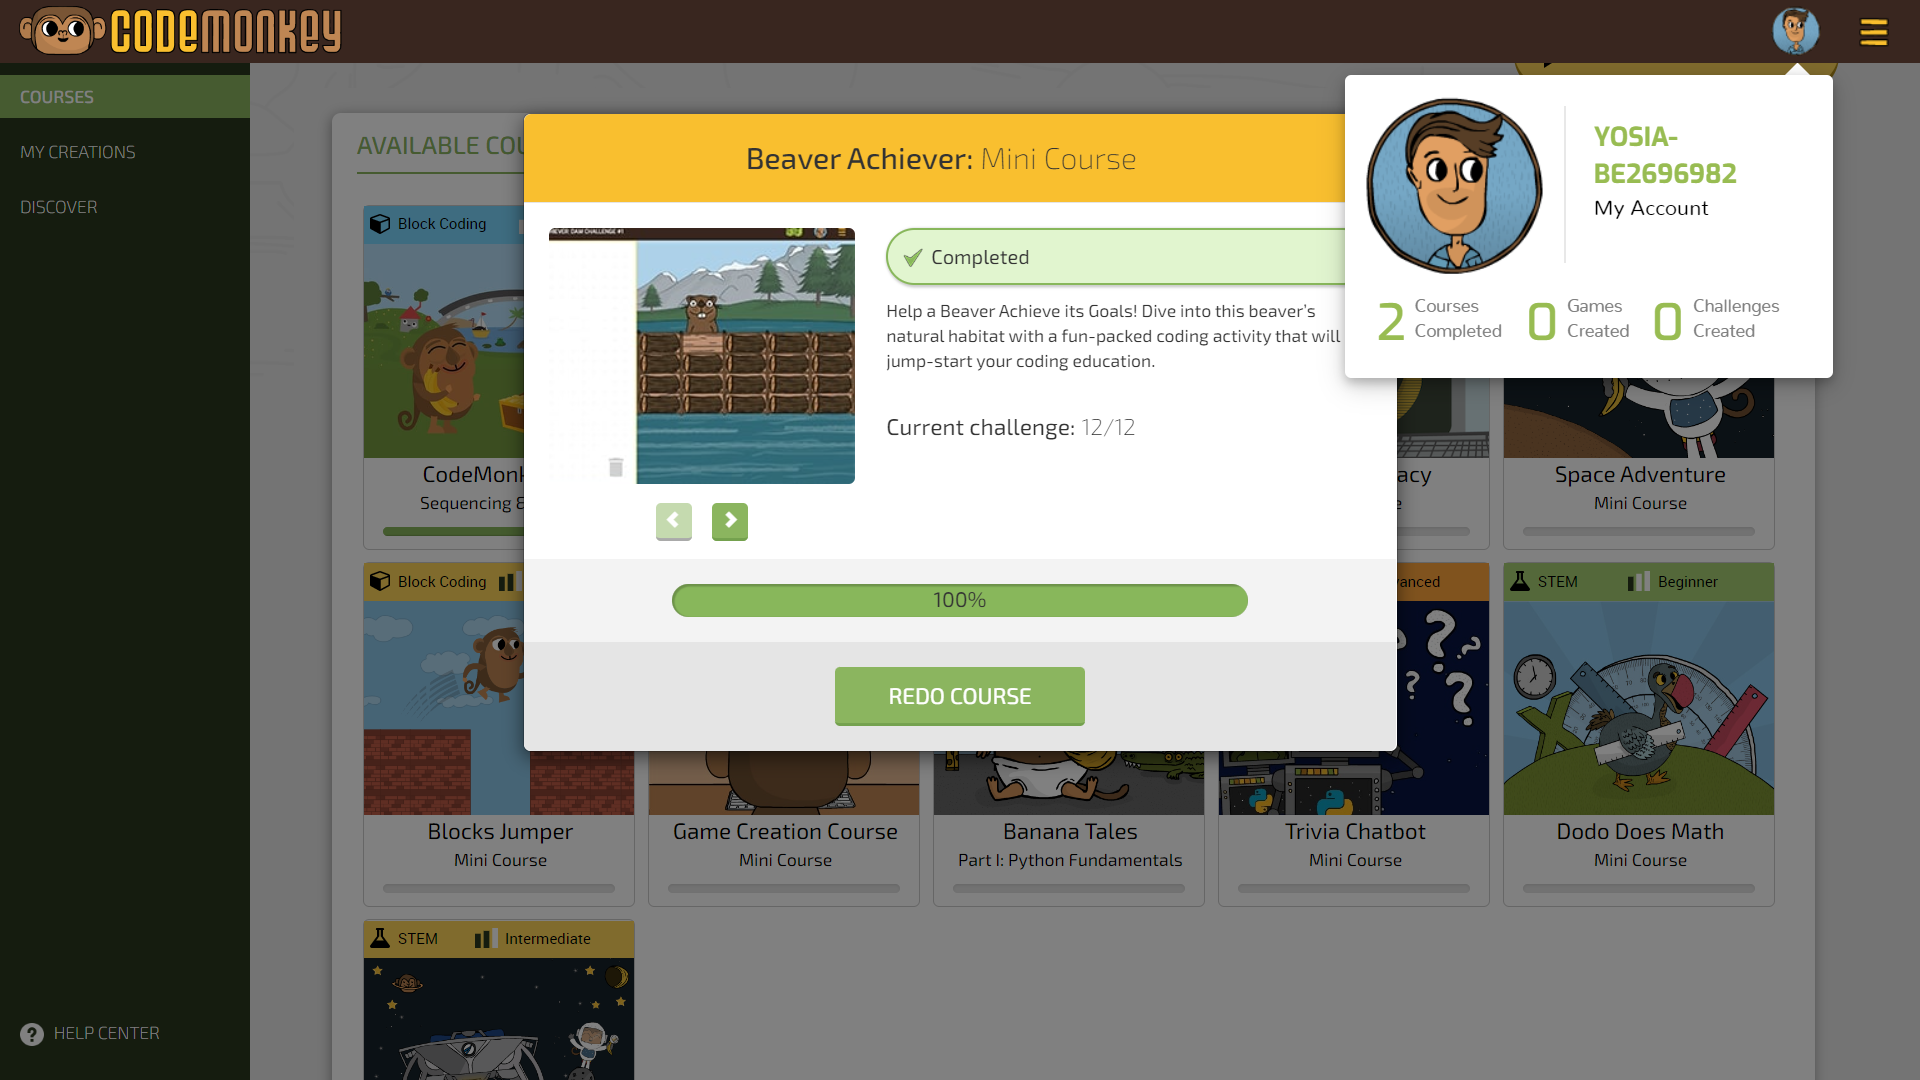 CODEMONKEY
COURSES
MY CREATIONS
DISCOVER
HELP CENTER
AVAILABLE COU
Beaver Achiever: Mini Course
Completed
Help a Beaver Achieve its Goals! Dive into this beaver's
natural habitat with a fun-packed coding activity that will
jump-start your coding education.
Current challenge: 12/12
100%
REDO COURSE
YOSIA-
BE2696982
My Account
2 Courses Completed
0 Games Created
0 Challenges Created
Block Coding
CodeMonk
Sequencing &
acy
Space Adventure
Mini Course
Block Coding
Blocks Jumper
Mini Course
Game Creation Course
Mini Course
Banana Tales
Part I: Python Fundamentals
anced
Trivia Chatbot
Mini Course
STEM Beginner
Dodo Does Math
Mini Course
STEM Intermediate